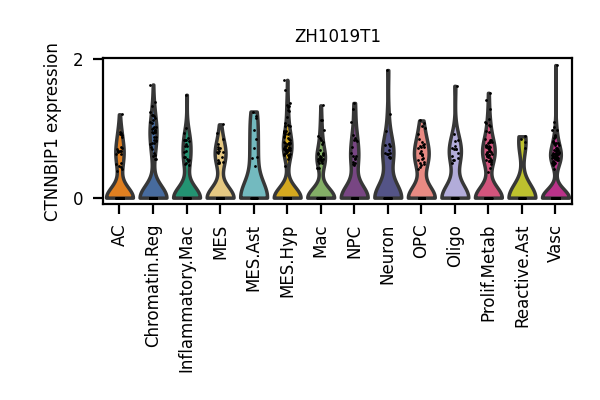 ZH1019T1
CTNNBIP1 expression
2
0
AC
Chromatin.Reg
Inflammatory.Mac
MES
MES.Ast
MES.Hyp
Mac
NPC
Neuron
OPC
Oligo
Prolif.Metab
Reactive.Ast
Vasc